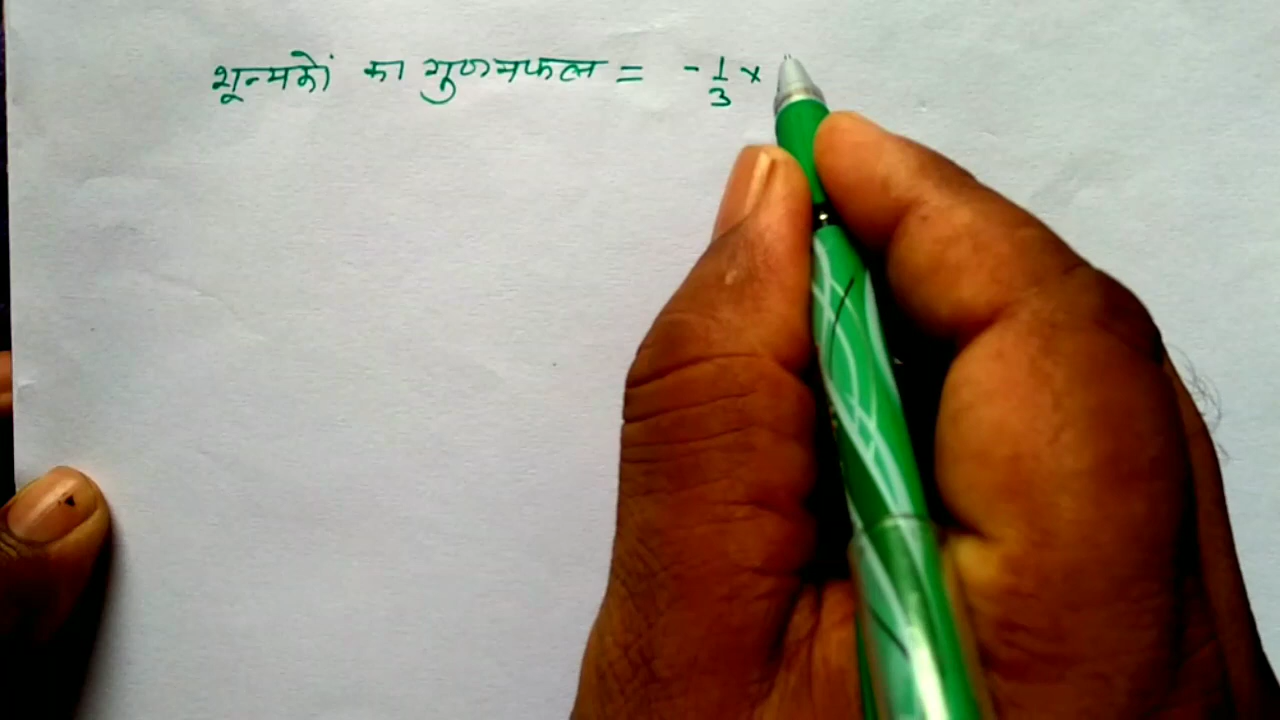 शून्यकों का गुणनफल = - 1/3 ×